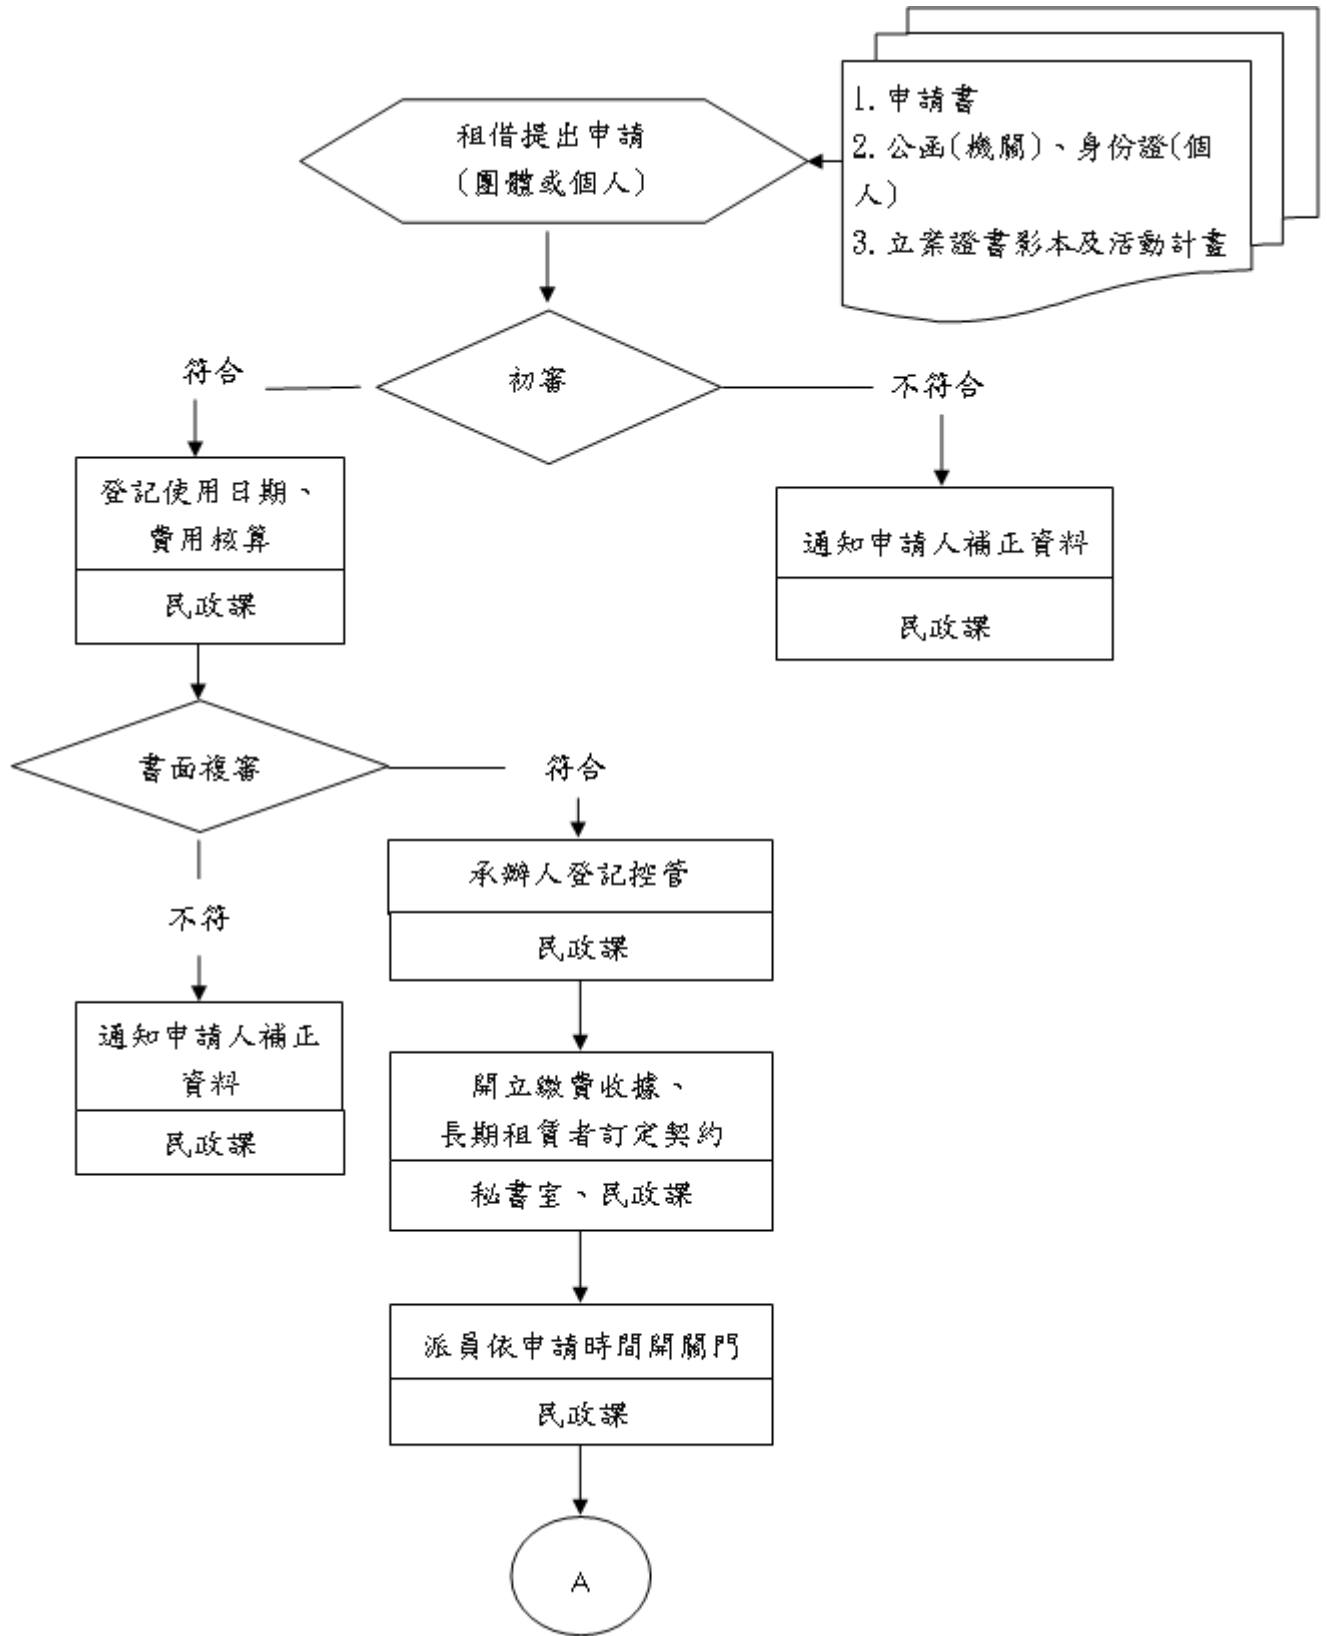 租借提出申請
(團體或個人)
1.申請書
2.公函(機關)、身份證(個
人)
3.立案證書影本及活動計畫
初審
符合
不符合
登記使用日期、
費用核算
民政課
通知申請人補正資料
民政課
書面複審
符合
不符
承辦人登記控管
民政課
通知申請人補正
資料
民政課
開立繳費收據、
長期租賃者訂定契約
秘書室、民政課
派員依申請時間開關門
民政課
A